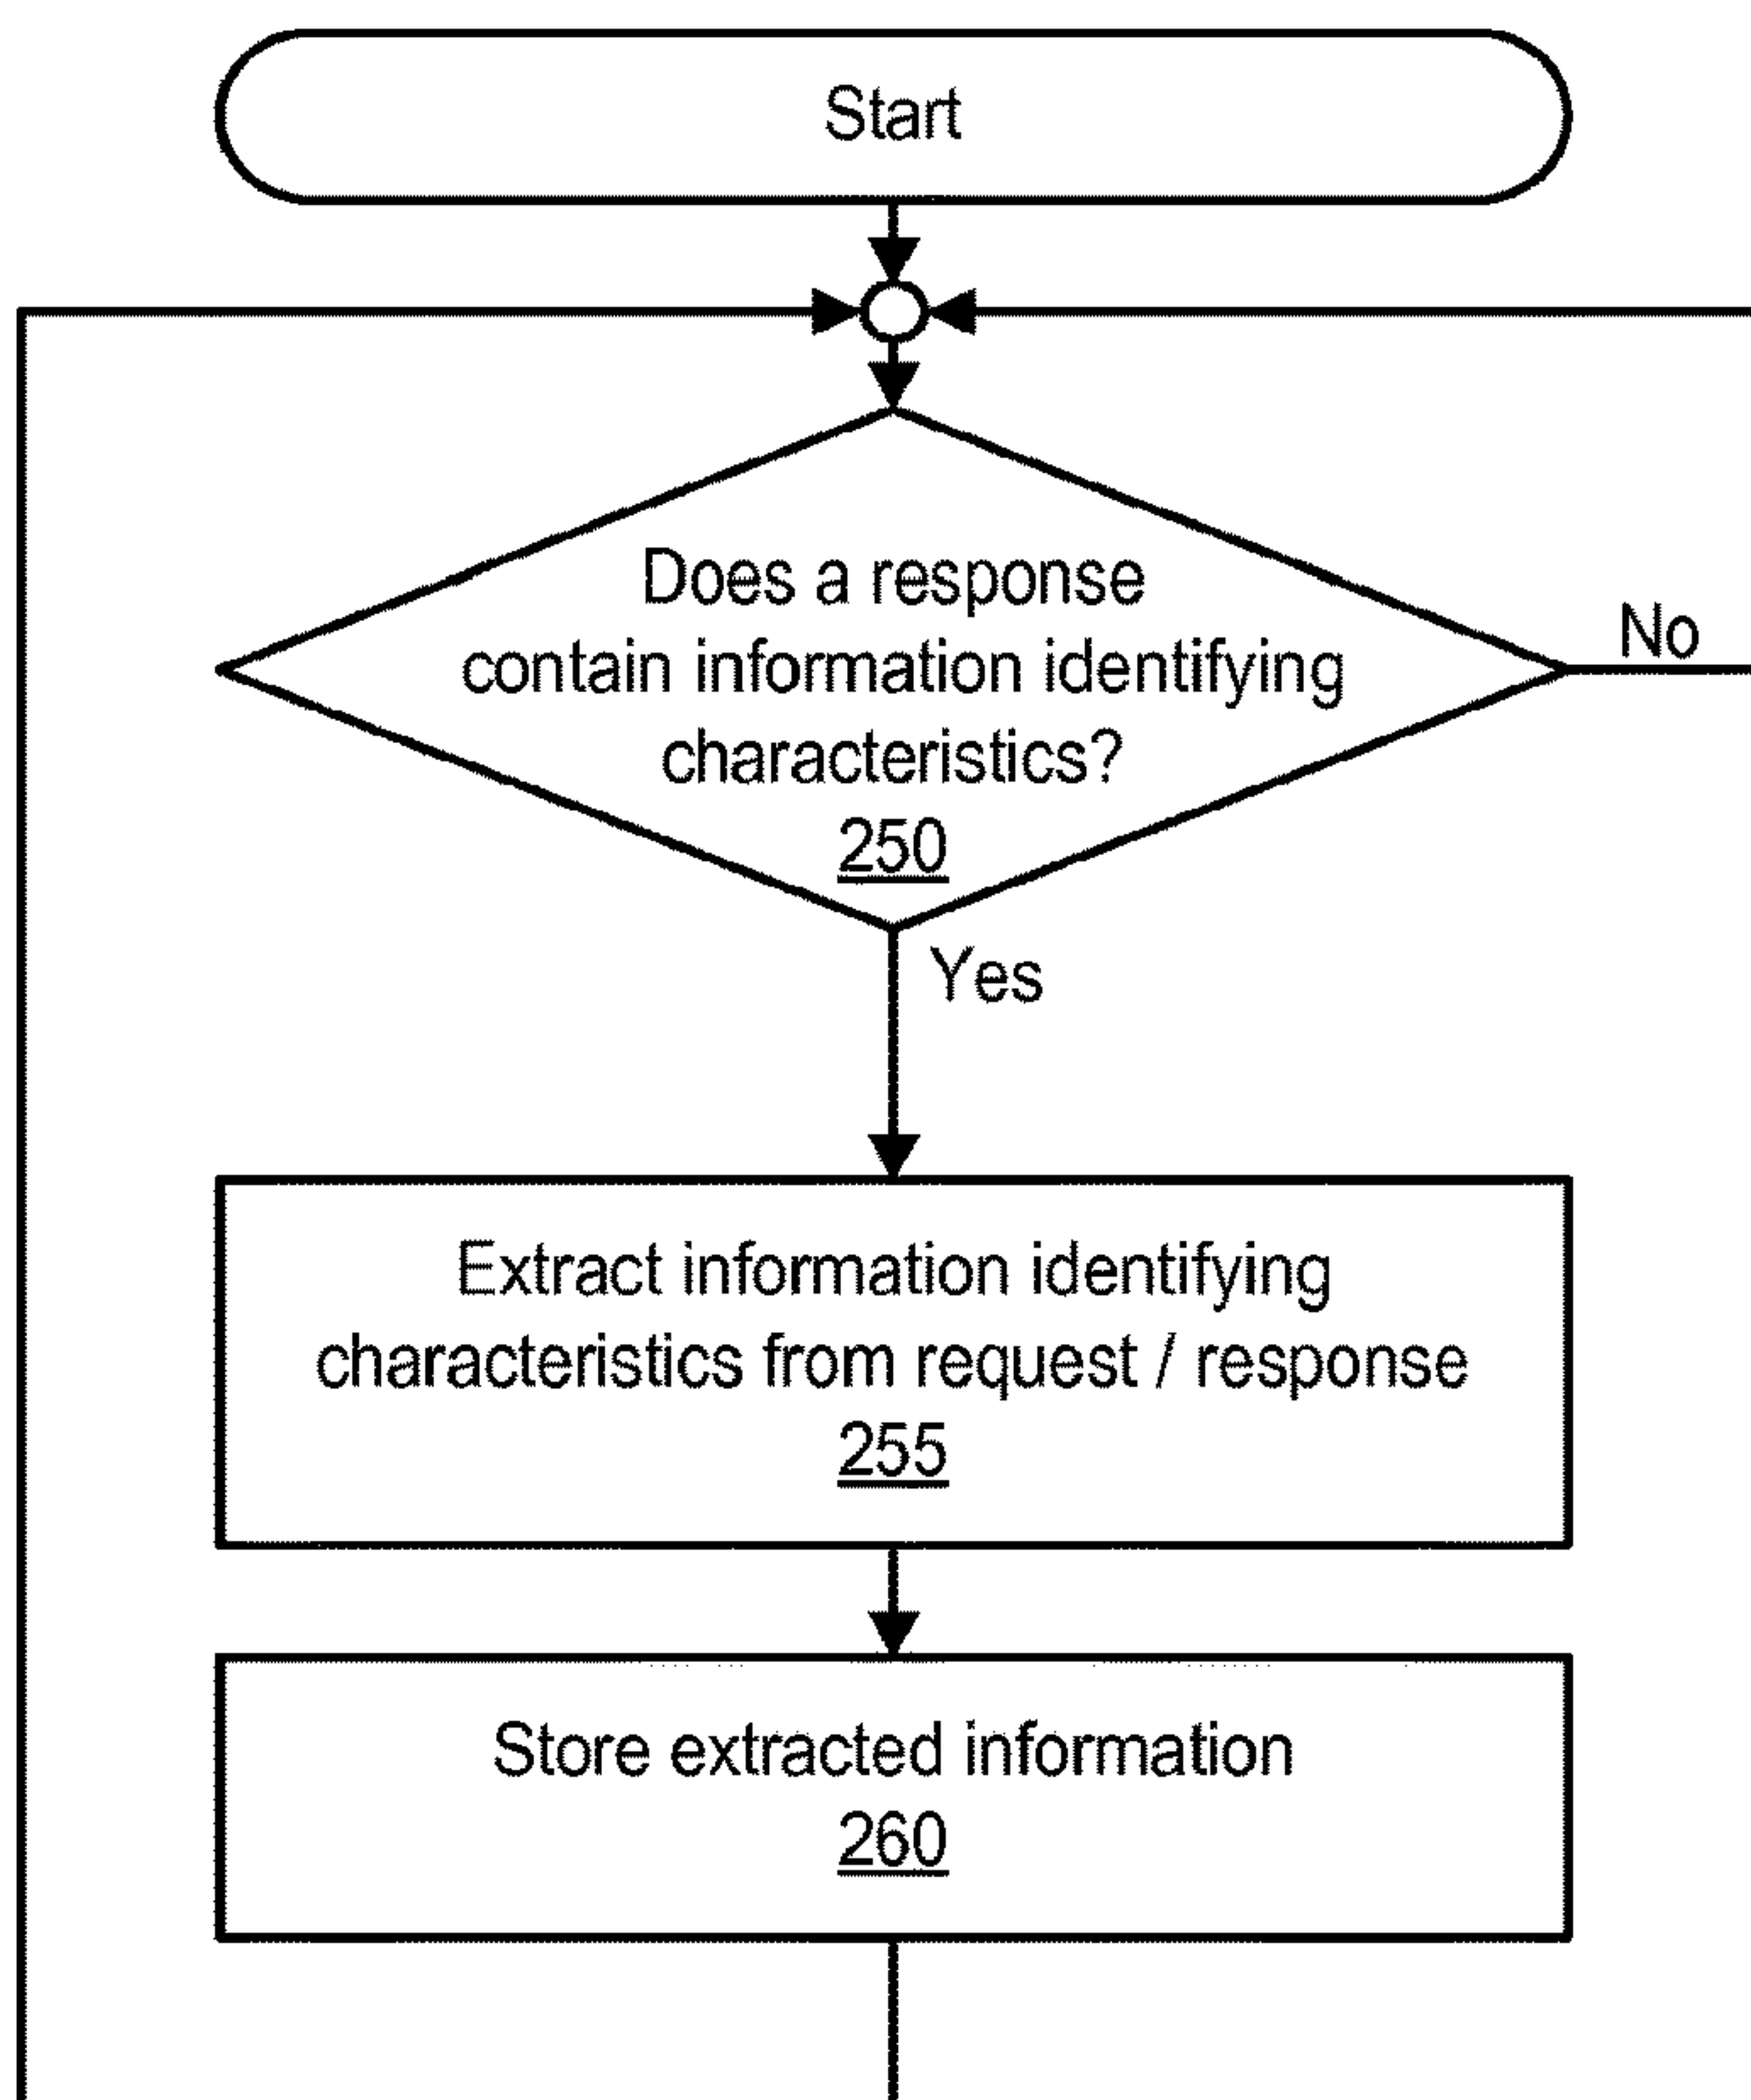 Start
Does a response
contain information identifying
characteristics?
250
No
Yes
Extract information identifying
characteristics from request / response
255
Store extracted information
260